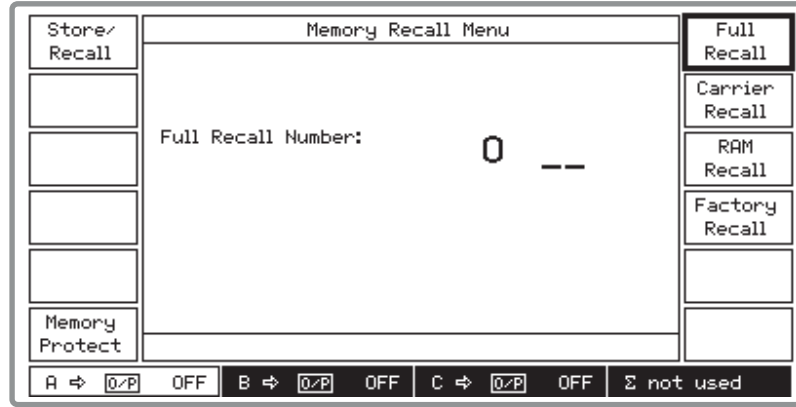 Store/
Recall
Memory Recall Menu
Full
Recall
Carrier
Recall
Full Recall Number: 0 __
RAM
Recall
Factory
Recall
Memory
Protect
A ⇨ O/P OFF B ⇨ O/P OFF C ⇨ O/P OFF Σ not used